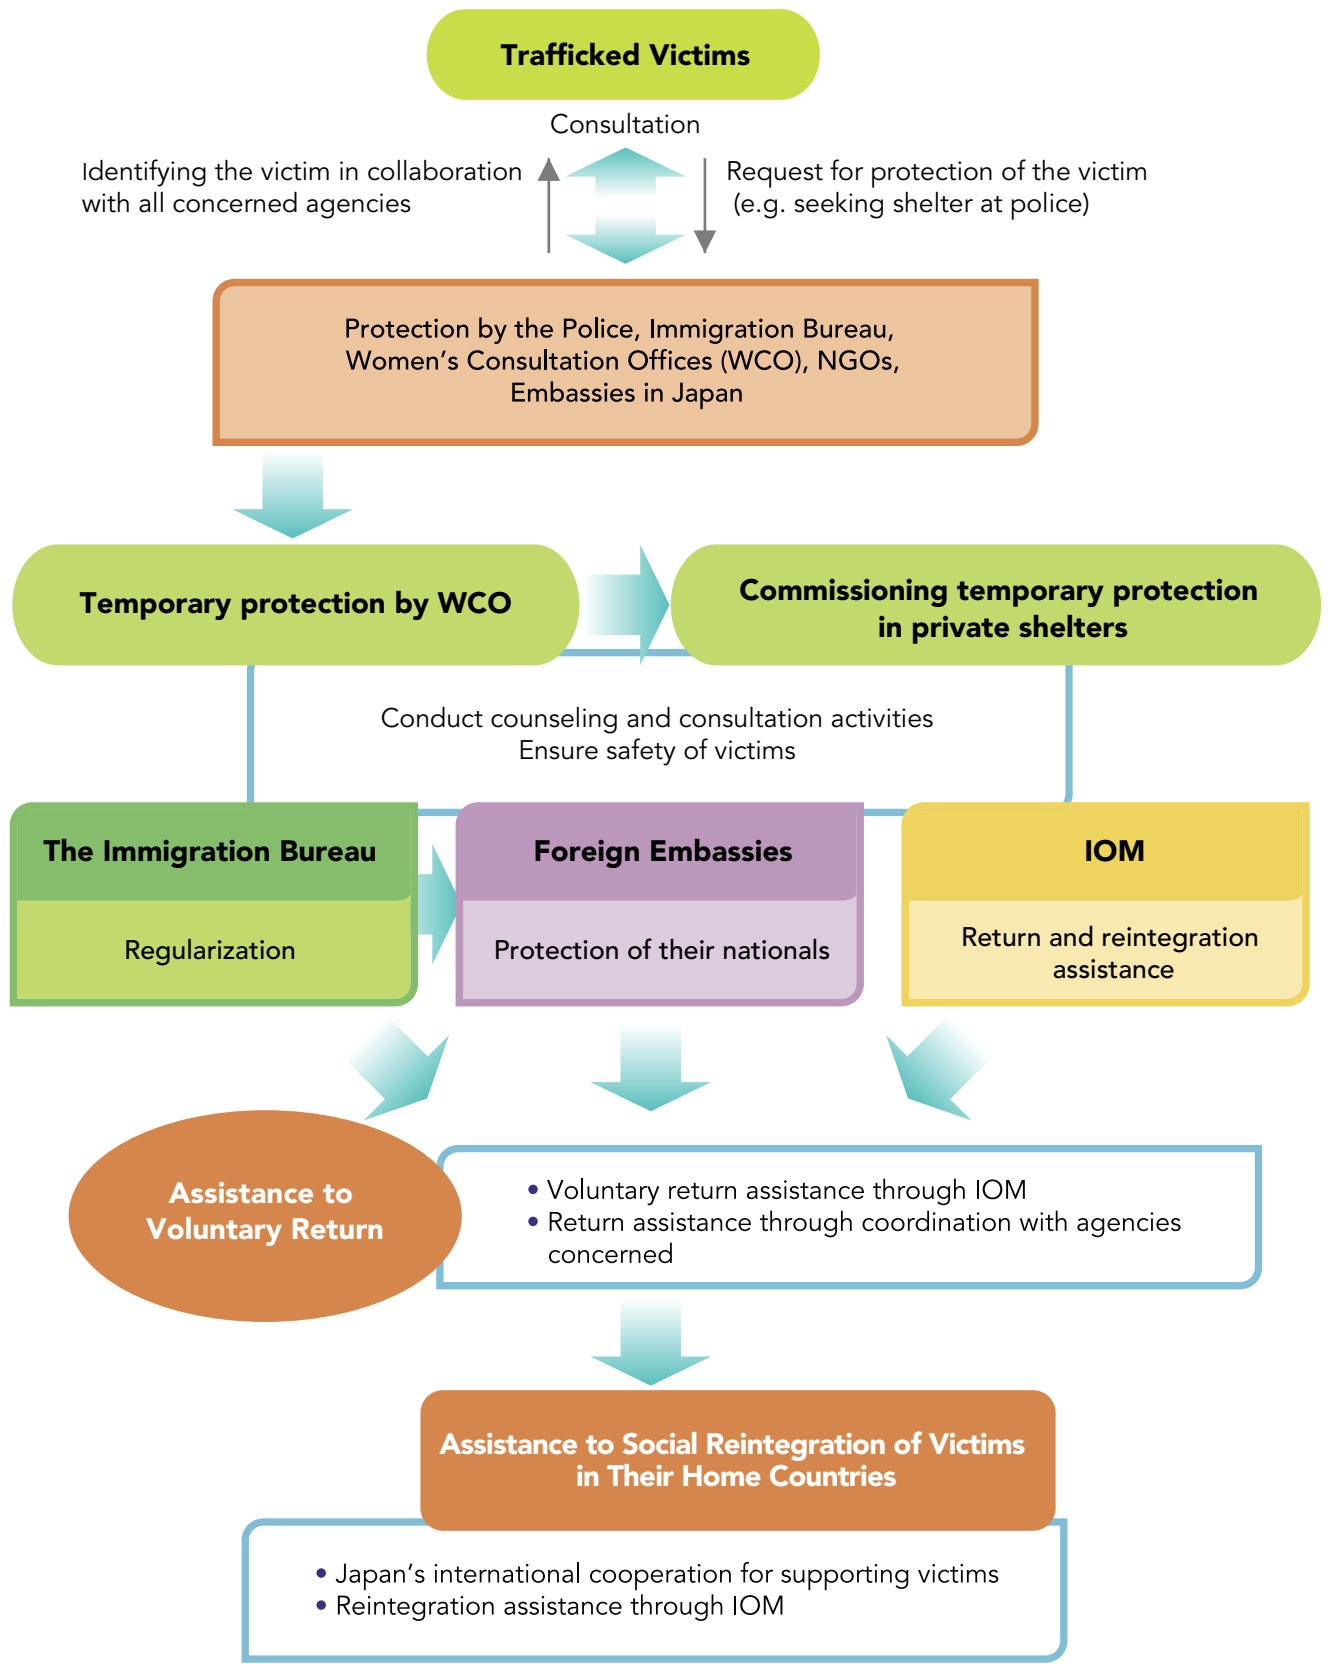 Trafficked Victims
Consultation
Identifying the victim in collaboration
with all concerned agencies
Request for protection of the victim
(e.g. seeking shelter at police)
Protection by the Police, Immigration Bureau,
Women's Consultation Offices (WCO), NGOs,
Embassies in Japan
Temporary protection by WCO
Commissioning temporary protection
in private shelters
Conduct counseling and consultation activities
Ensure safety of victims
The Immigration Bureau
Regularization
Foreign Embassies
Protection of their nationals
IOM
Return and reintegration
assistance
Assistance to
Voluntary Return
• Voluntary return assistance through IOM
• Return assistance through coordination with agencies
concerned
Assistance to Social Reintegration of Victims
in Their Home Countries
• Japan's international cooperation for supporting victims
• Reintegration assistance through IOM